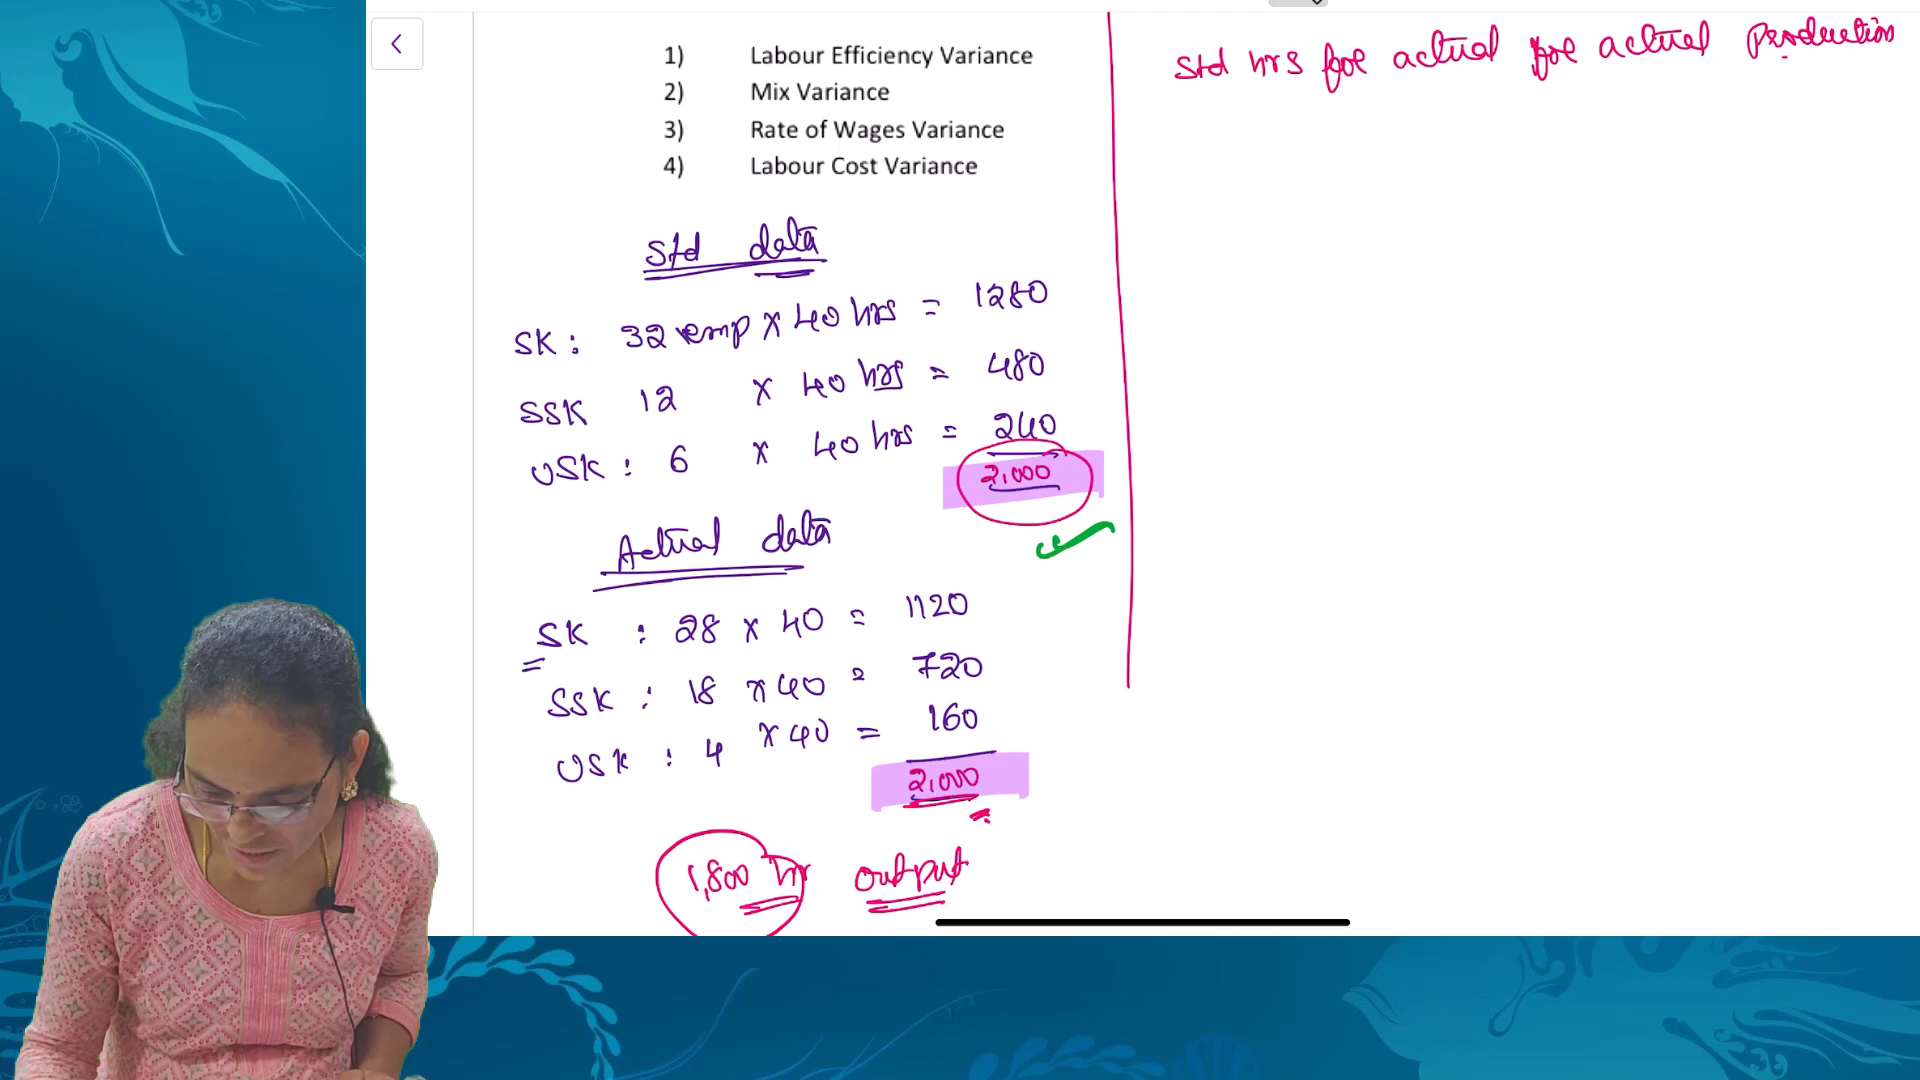 1) Labour Efficiency Variance
2) Mix Variance
3) Rate of Wages Variance
4) Labour Cost Variance
Std data
SK : 32 emp x 40 hrs = 1280
SSK 12 x 40 hrs = 480
USK : 6 x 40 hrs = 240
2,000
Actual data
SK : 28 x 40 = 1120
SSK : 18 x 40 = 720
USK : 4 x 40 = 160
2,000
1,800 hr output
Std hrs for actual for actual Production